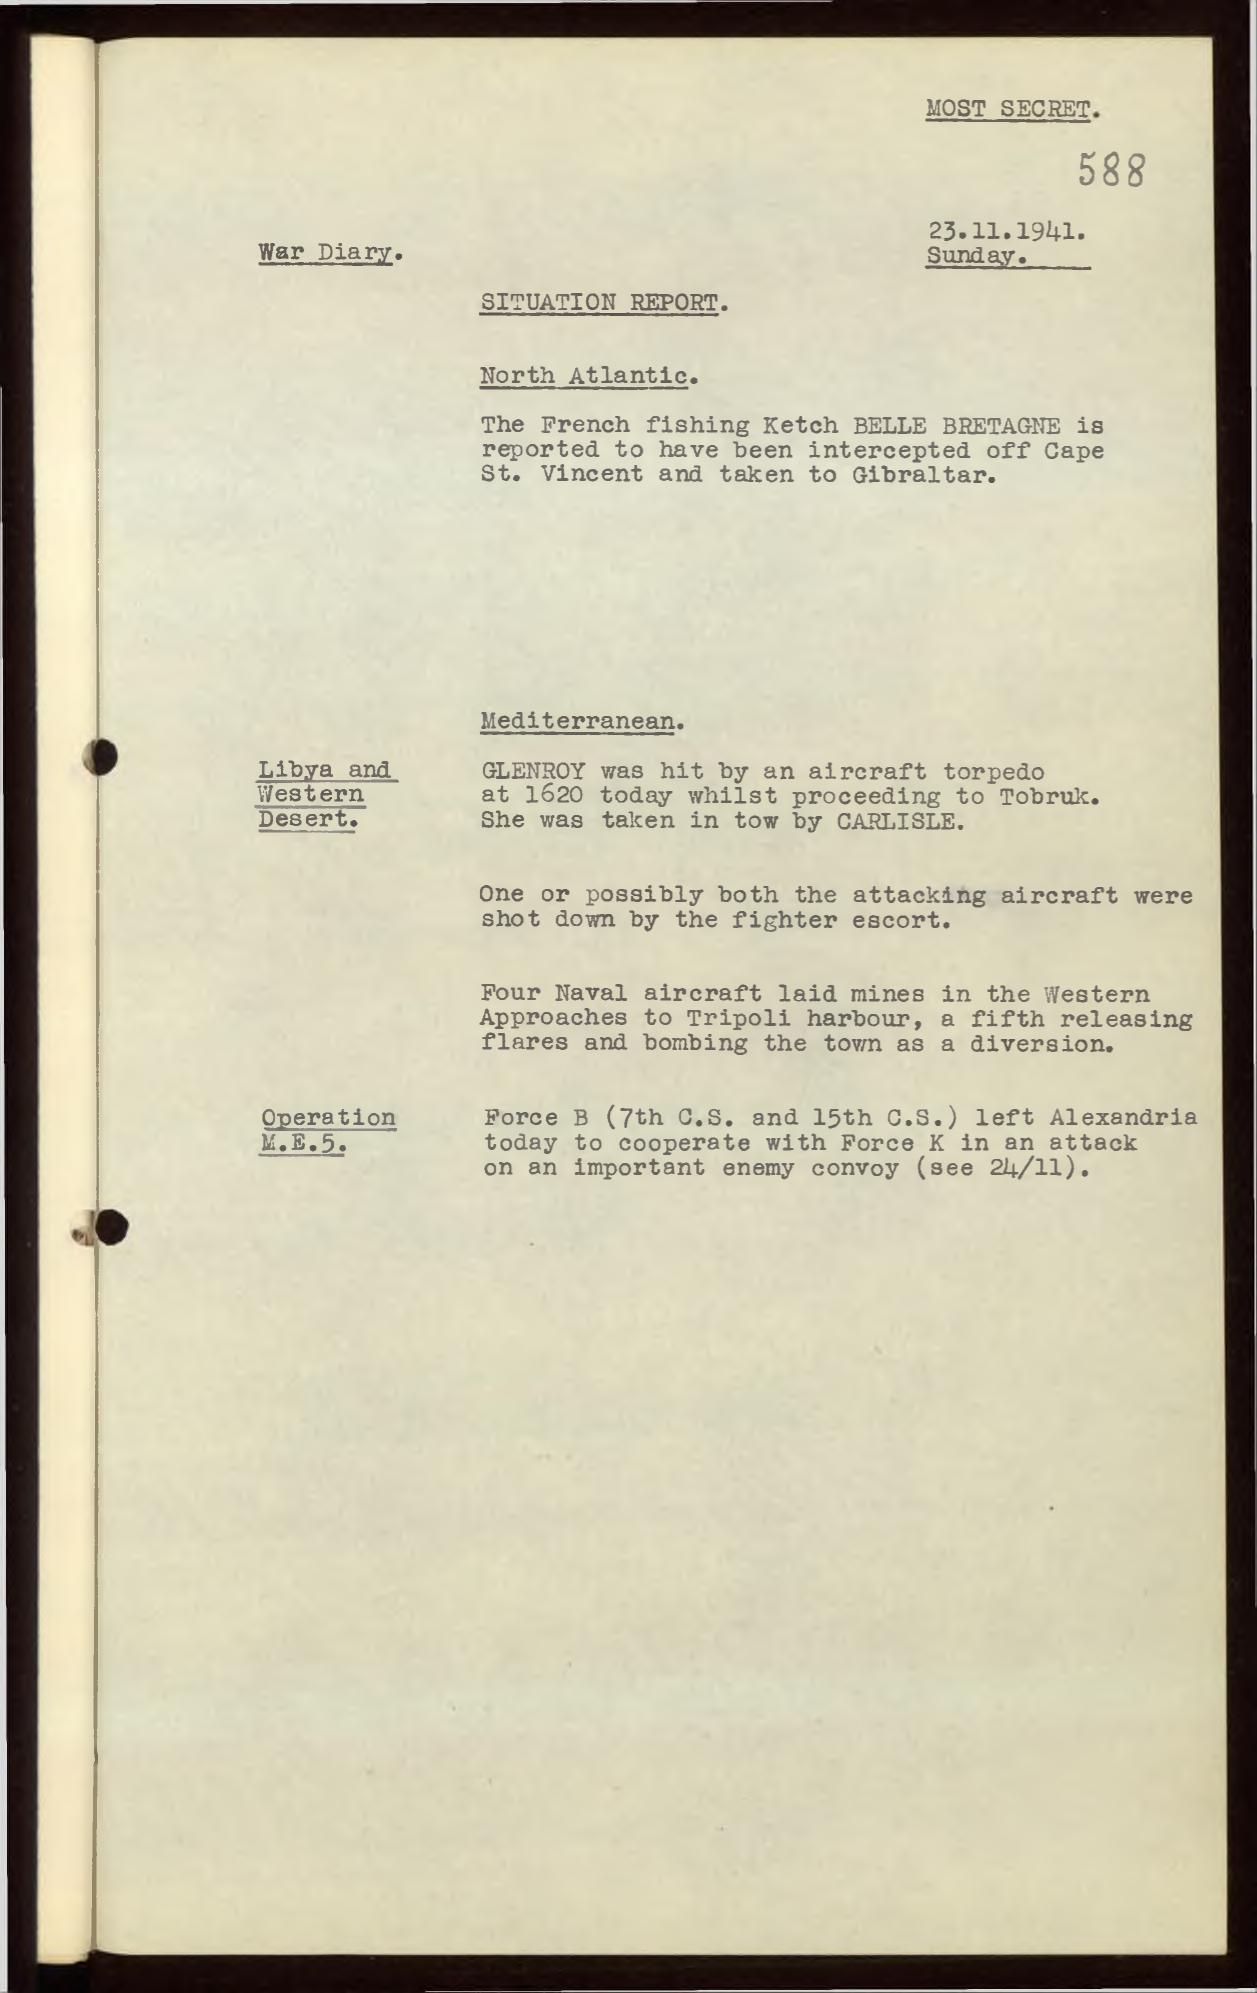 MOST SECRET.
588
23.11.1941.
War Diary.
Sunday.
SITUATION REPORT.
North Atlantic.
The French fishing Ketch BELLE BRETAGNE is
reported to have been intercepted off Cape
St. Vincent and taken to Gibraltar.
Mediterranean.
Libya and
Western
Desert.
GLENROY was hit by an aircraft torpedo
at 1620 today whilst proceeding to Tobruk.
She was taken in tow by CARLISLE.
One or possibly both the attacking aircraft were
shot down by the fighter escort.
Four Naval aircraft laid mines in the Western
Approaches to Tripoli harbour, a fifth releasing
flares and bombing the town as a diversion.
Operation
M.E.5.
Force B (7th C.S. and 15th C.S.) left Alexandria
today to cooperate with Force K in an attack
on an important enemy convoy (see 24/11).